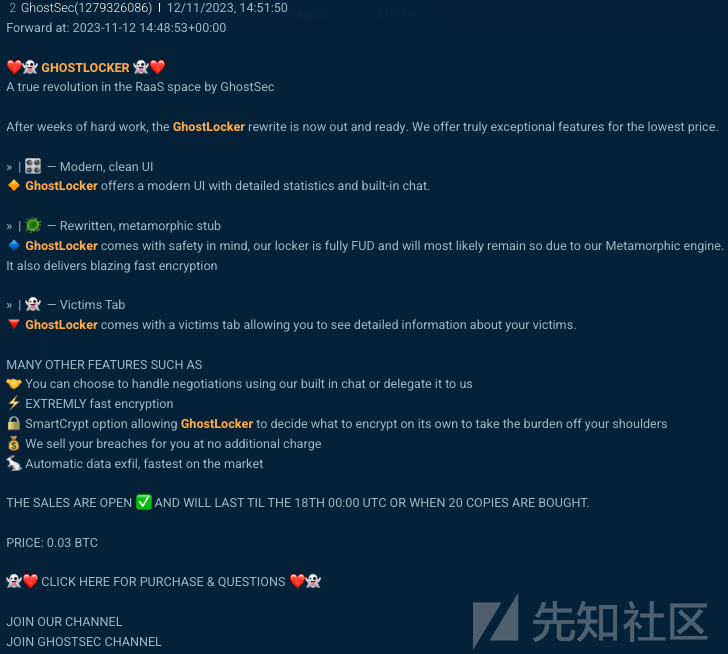 2 GhostSec(1279326086) | 12/11/2023, 14:51:50
Forward at: 2023-11-12 14:48:53+00:00
❤️👻 GHOSTLOCKER 👻❤️
A true revolution in the RaaS space by GhostSec
After weeks of hard work, the GhostLocker rewrite is now out and ready. We offer truly exceptional features for the lowest price.
» | 🎛️ — Modern, clean UI
🔶 GhostLocker offers a modern UI with detailed statistics and built-in chat.
» | 🦠 — Rewritten, metamorphic stub
🔷 GhostLocker comes with safety in mind, our locker is fully FUD and will most likely remain so due to our Metamorphic engine.
It also delivers blazing fast encryption
» | 👻 — Victims Tab
🔻 GhostLocker comes with a victims tab allowing you to see detailed information about your victims.
MANY OTHER FEATURES SUCH AS
🤝 You can choose to handle negotiations using our built in chat or delegate it to us
⚡ EXTREMLY fast encryption
🔒 SmartCrypt option allowing GhostLocker to decide what to encrypt on its own to take the burden off your shoulders
💰 We sell your breaches for you at no additional charge
🐇 Automatic data exfil, fastest on the market
THE SALES ARE OPEN ✅ AND WILL LAST TIL THE 18TH 00:00 UTC OR WHEN 20 COPIES ARE BOUGHT.
PRICE: 0.03 BTC
👻❤️ CLICK HERE FOR PURCHASE & QUESTIONS ❤️👻
JOIN OUR CHANNEL
JOIN GHOSTSEC CHANNEL
先知社区